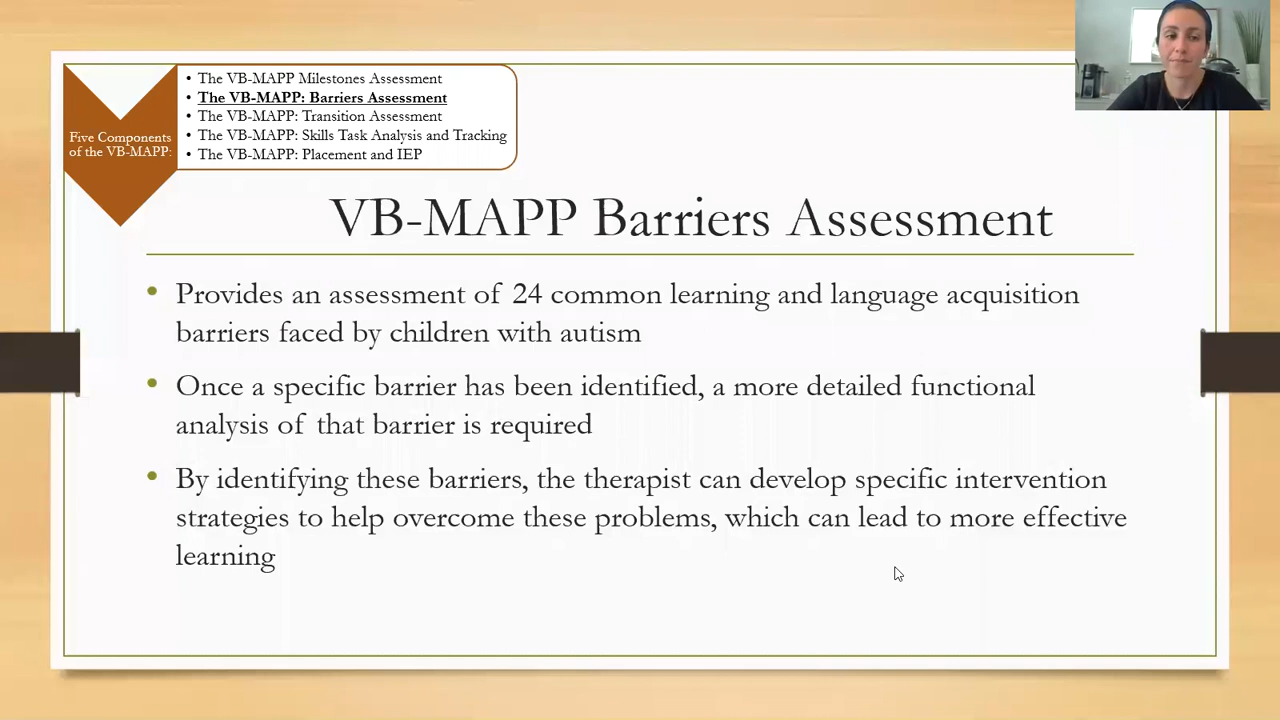 Five Components
of the VB-MAPP:
• The VB-MAPP Milestones Assessment
• The VB-MAPP: Barriers Assessment
• The VB-MAPP: Transition Assessment
• The VB-MAPP: Skills Task Analysis and Tracking
• The VB-MAPP: Placement and IEP
VB-MAPP Barriers Assessment
• Provides an assessment of 24 common learning and language acquisition
barriers faced by children with autism
• Once a specific barrier has been identified, a more detailed functional
analysis of that barrier is required
• By identifying these barriers, the therapist can develop specific intervention
strategies to help overcome these problems, which can lead to more effective
learning